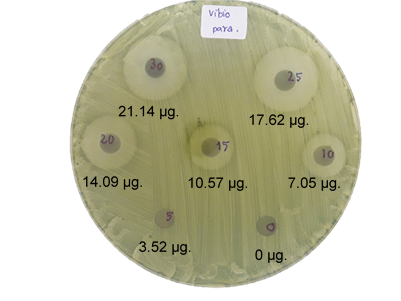 vibio
para.
30
25
21.14 µg.
17.62 µg.
20
15
10
14.09 µg.
10.57 µg.
7.05 µg.
5
0
3.52 µg.
0 µg.